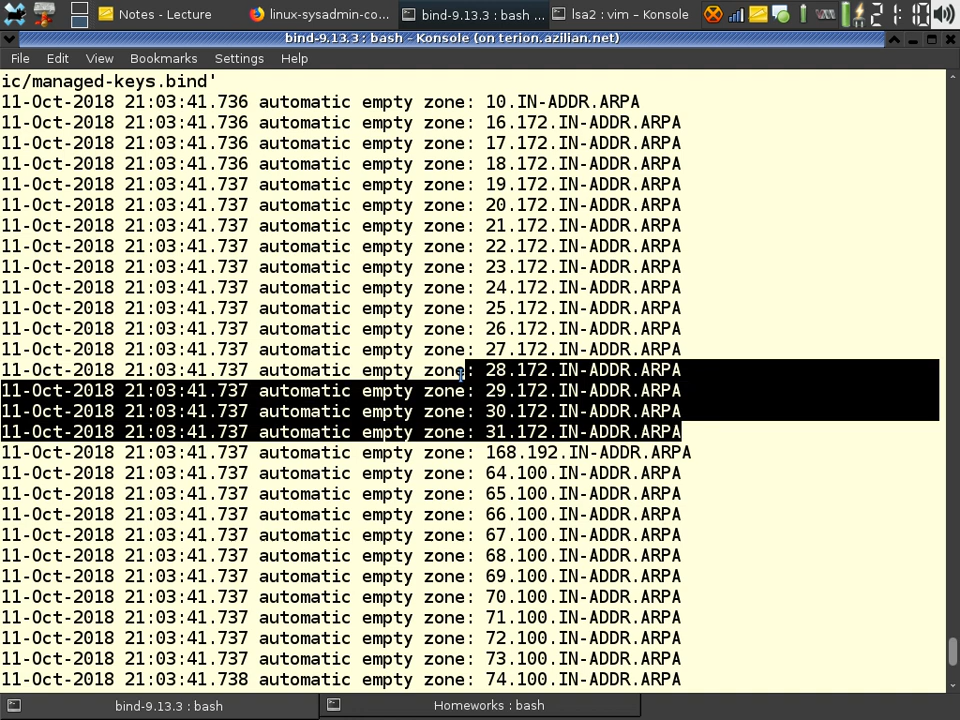 Notes - Lecture
linux-sysadmin-co...
bind-9.13.3 : bash ...
lsa2 : vim – Konsole
21:10
bind-9.13.3 : bash – Konsole (on terion.azilian.net)
File Edit View Bookmarks Settings Help
ic/managed-keys.bind'
11-Oct-2018 21:03:41.736 automatic empty zone: 10.IN-ADDR.ARPA
11-Oct-2018 21:03:41.736 automatic empty zone: 16.172.IN-ADDR.ARPA
11-Oct-2018 21:03:41.736 automatic empty zone: 17.172.IN-ADDR.ARPA
11-Oct-2018 21:03:41.736 automatic empty zone: 18.172.IN-ADDR.ARPA
11-Oct-2018 21:03:41.737 automatic empty zone: 19.172.IN-ADDR.ARPA
11-Oct-2018 21:03:41.737 automatic empty zone: 20.172.IN-ADDR.ARPA
11-Oct-2018 21:03:41.737 automatic empty zone: 21.172.IN-ADDR.ARPA
11-Oct-2018 21:03:41.737 automatic empty zone: 22.172.IN-ADDR.ARPA
11-Oct-2018 21:03:41.737 automatic empty zone: 23.172.IN-ADDR.ARPA
11-Oct-2018 21:03:41.737 automatic empty zone: 24.172.IN-ADDR.ARPA
11-Oct-2018 21:03:41.737 automatic empty zone: 25.172.IN-ADDR.ARPA
11-Oct-2018 21:03:41.737 automatic empty zone: 26.172.IN-ADDR.ARPA
11-Oct-2018 21:03:41.737 automatic empty zone: 27.172.IN-ADDR.ARPA
11-Oct-2018 21:03:41.737 automatic empty zone: 28.172.IN-ADDR.ARPA
11-Oct-2018 21:03:41.737 automatic empty zone: 29.172.IN-ADDR.ARPA
11-Oct-2018 21:03:41.737 automatic empty zone: 30.172.IN-ADDR.ARPA
11-Oct-2018 21:03:41.737 automatic empty zone: 31.172.IN-ADDR.ARPA
11-Oct-2018 21:03:41.737 automatic empty zone: 168.192.IN-ADDR.ARPA
11-Oct-2018 21:03:41.737 automatic empty zone: 64.100.IN-ADDR.ARPA
11-Oct-2018 21:03:41.737 automatic empty zone: 65.100.IN-ADDR.ARPA
11-Oct-2018 21:03:41.737 automatic empty zone: 66.100.IN-ADDR.ARPA
11-Oct-2018 21:03:41.737 automatic empty zone: 67.100.IN-ADDR.ARPA
11-Oct-2018 21:03:41.737 automatic empty zone: 68.100.IN-ADDR.ARPA
11-Oct-2018 21:03:41.737 automatic empty zone: 69.100.IN-ADDR.ARPA
11-Oct-2018 21:03:41.737 automatic empty zone: 70.100.IN-ADDR.ARPA
11-Oct-2018 21:03:41.737 automatic empty zone: 71.100.IN-ADDR.ARPA
11-Oct-2018 21:03:41.737 automatic empty zone: 72.100.IN-ADDR.ARPA
11-Oct-2018 21:03:41.737 automatic empty zone: 73.100.IN-ADDR.ARPA
11-Oct-2018 21:03:41.738 automatic empty zone: 74.100.IN-ADDR.ARPA
bind-9.13.3 : bash
Homeworks : bash